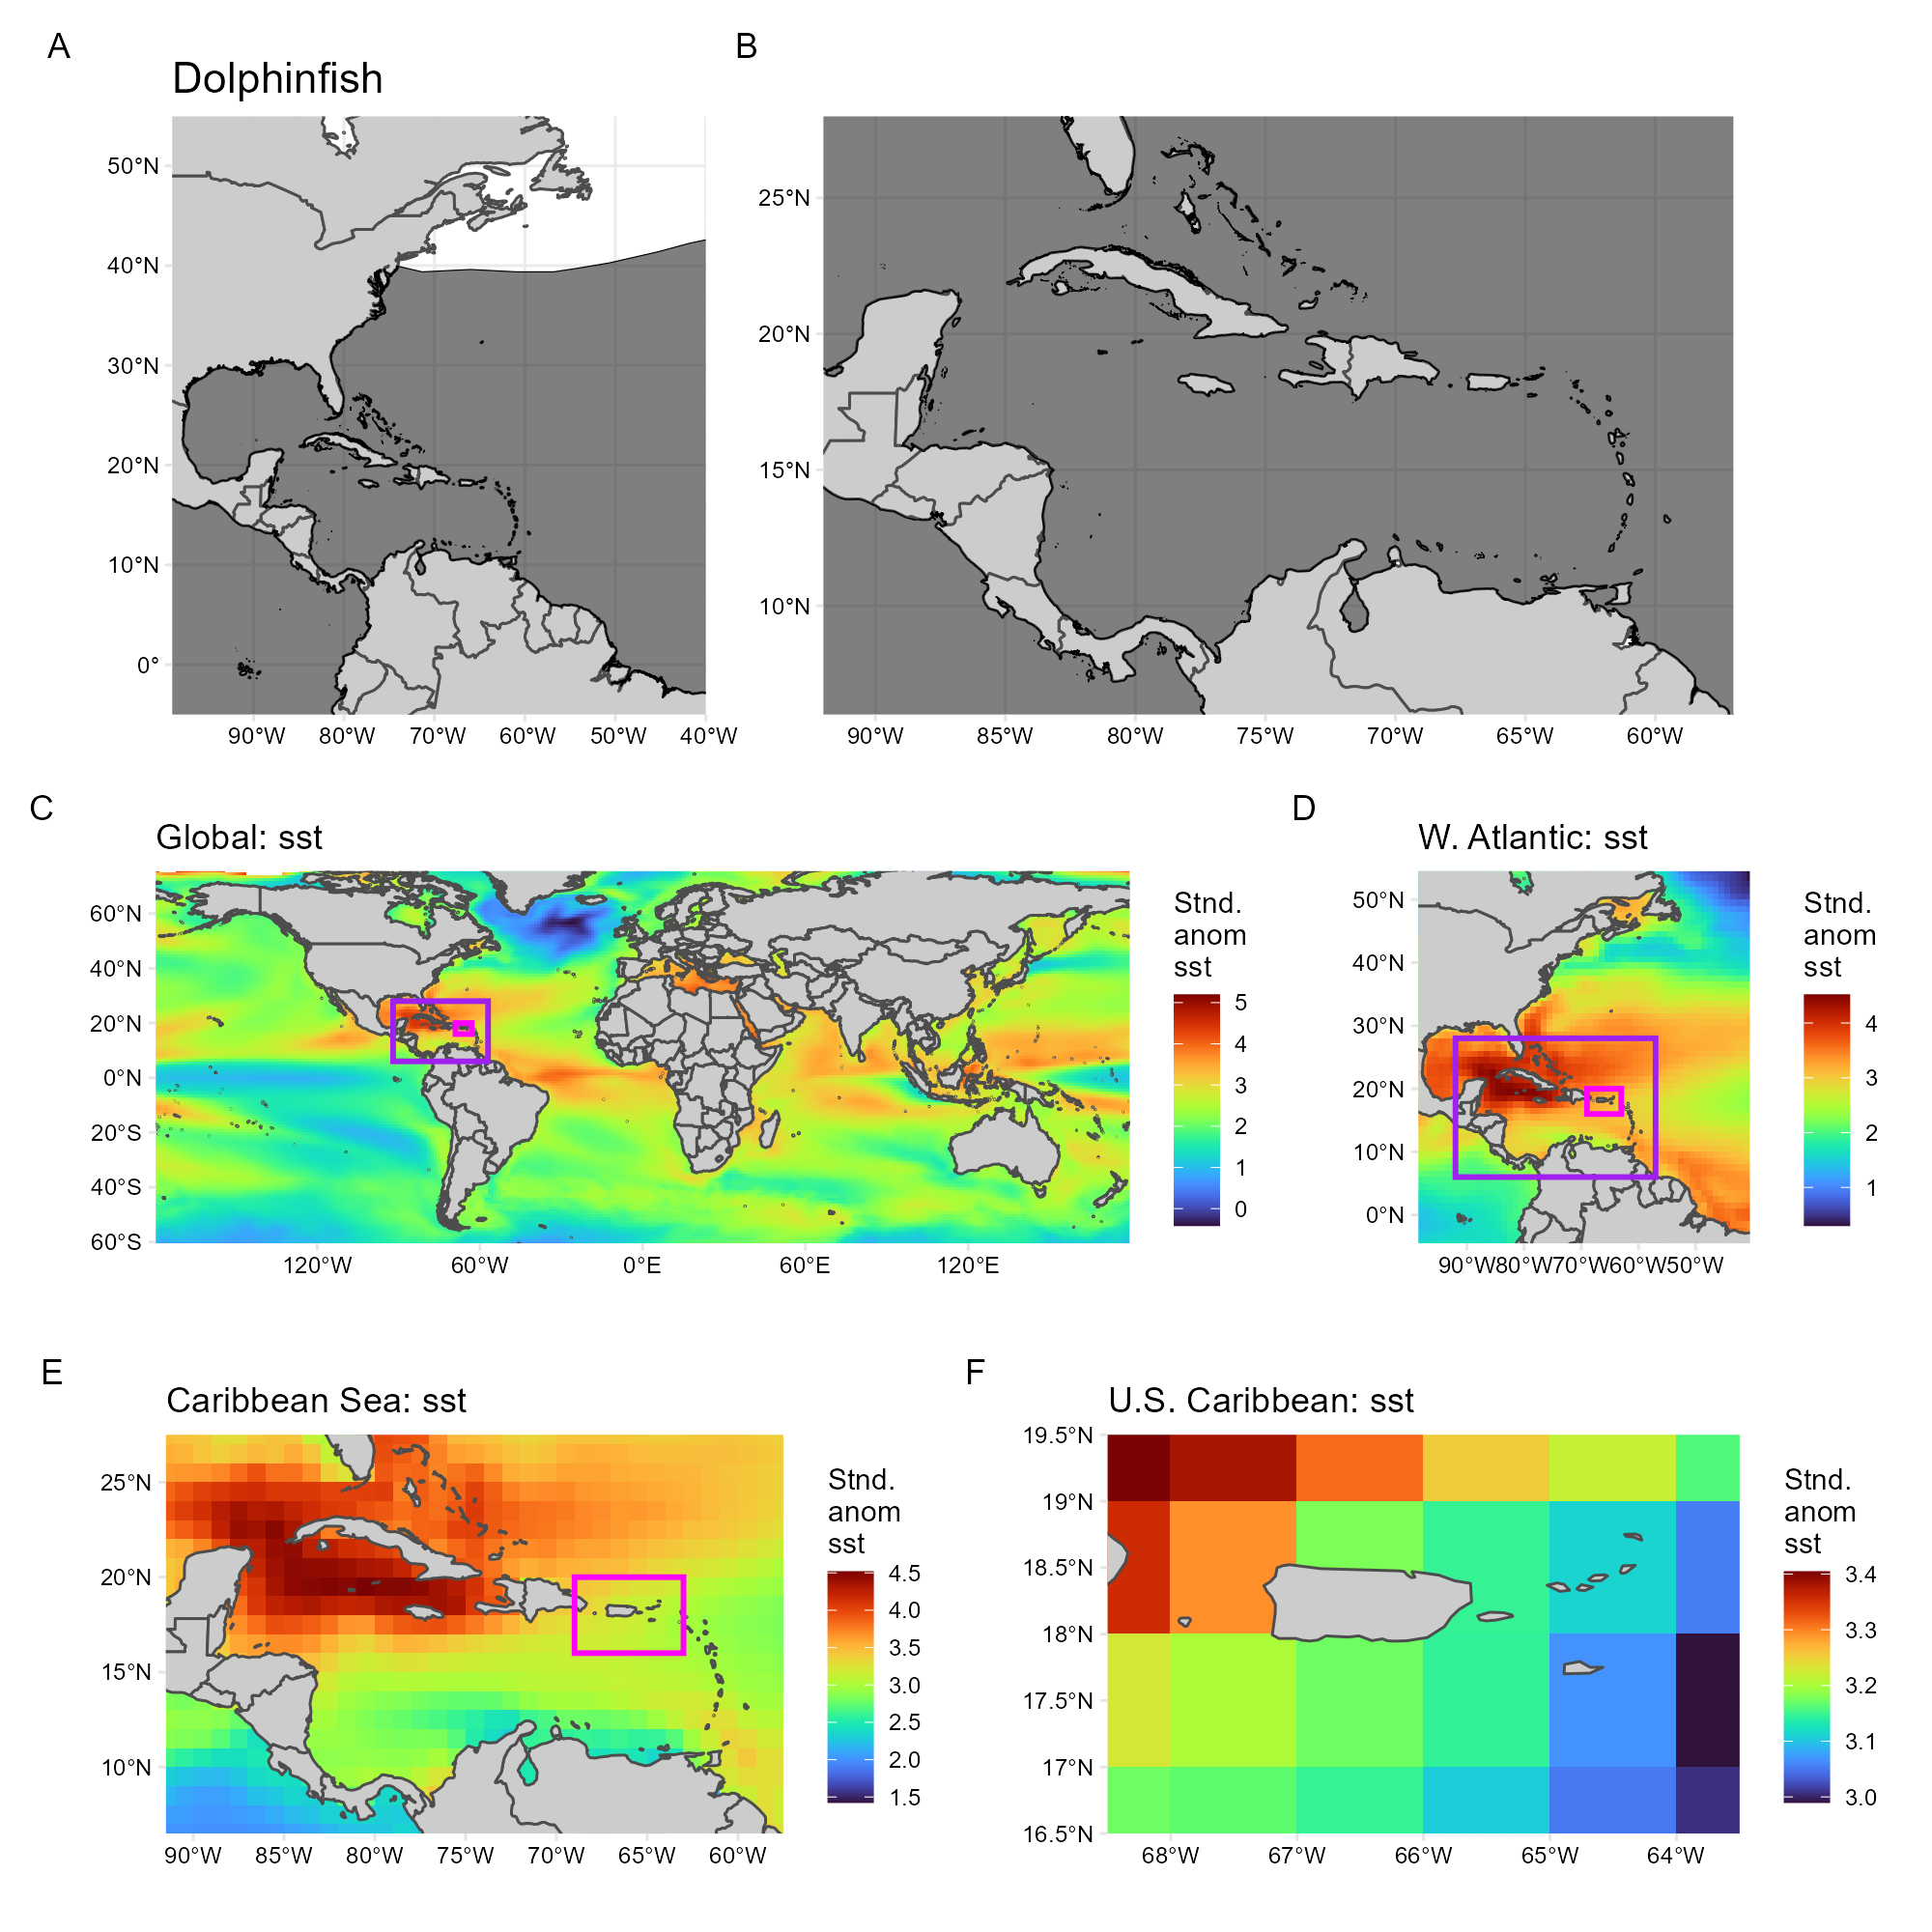 A
B
Dolphinfish
50°N
40°N
30°N
20°N
10°N
0°
90°W 80°W 70°W 60°W 50°W 40°W
25°N
20°N
15°N
10°N
90°W 85°W 80°W 75°W 70°W 65°W 60°W
C
D
Global: sst
60°N
40°N
20°N
0°N
20°S
40°S
60°S
120°W 60°W 0°E 60°E 120°E
Stnd.
anom
sst
5
4
3
2
1
0
W. Atlantic: sst
50°N
40°N
30°N
20°N
10°N
0°N
90°W 80°W 70°W 60°W 50°W
Stnd.
anom
sst
4
3
2
1
E
F
Caribbean Sea: sst
25°N
20°N
15°N
10°N
90°W 85°W 80°W 75°W 70°W 65°W 60°W
Stnd.
anom
sst
4.5
4.0
3.5
3.0
2.5
2.0
1.5
U.S. Caribbean: sst
19.5°N
19°N
18.5°N
18°N
17.5°N
17°N
16.5°N
68°W 67°W 66°W 65°W 64°W
Stnd.
anom
sst
3.4
3.3
3.2
3.1
3.0